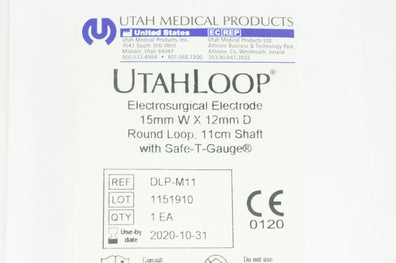 UTAH MEDICAL PRODUCTS
United States
EC REP
Utah Medical Products, Inc.
Utah Medical Products Ltd.
7043 South 300 West
Athlone Business & Technology Park
Midvale, Utah 84047
Athlone, Co. Westmeath, Ireland
800.533.4984 • 801.566.1200
353.90.647.3932
UTAHLOOP®
Electrosurgical Electrode
15mm W X 12mm D
Round Loop, 11cm Shaft
with Safe-T-Gauge®
REF DLP-M11
LOT 1151910
QTY 1 EA
Use-by date 2020-10-31
CE
0120
Consult